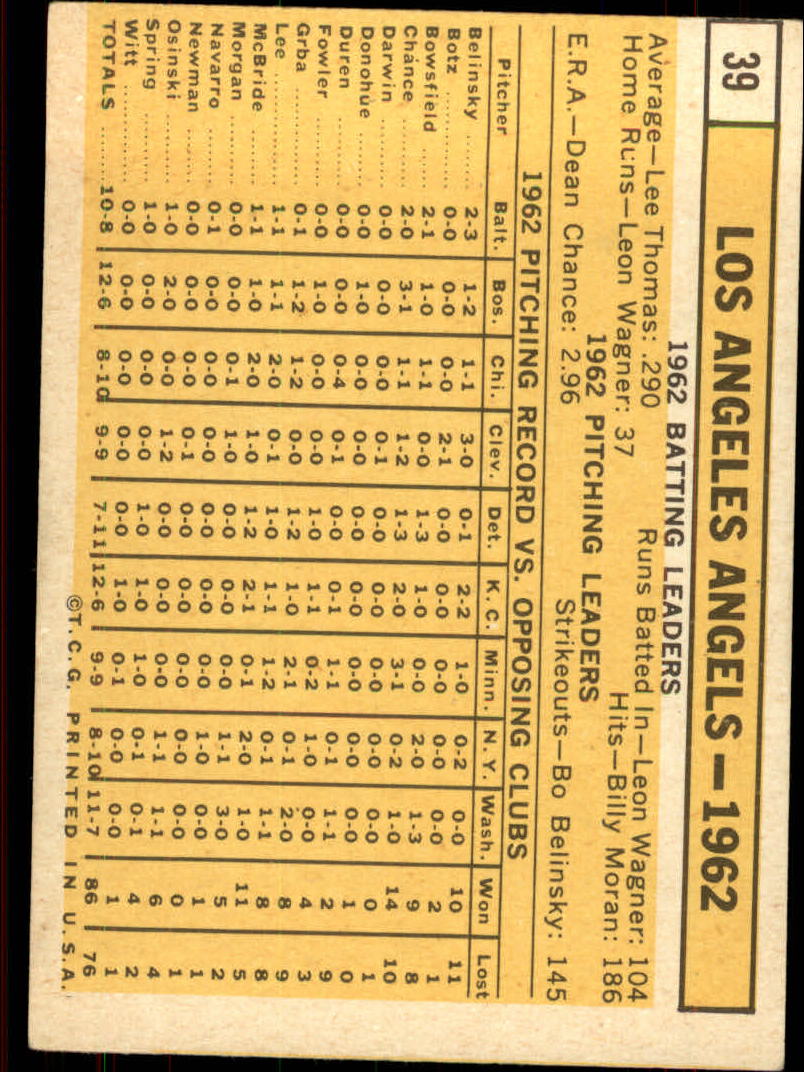 39
LOS ANGELES ANGELS—1962
1962 BATTING LEADERS
Average—Lee Thomas: .290 Runs Batted In—Leon Wagner: 104
Home Runs—Leon Wagner: 37 Hits—Billy Moran: 186
1962 PITCHING LEADERS
E.R.A.—Dean Chance: 2.96 Strikeouts—Bo Belinsky: 145
1962 PITCHING RECORD VS. OPPOSING CLUBS
Pitcher Balt. Bos. Chi. Clev. Det. K.C. Minn. N.Y. Wash. Won Lost
Belinsky ........ 2-3 1-2 1-1 3-0 0-1 2-2 1-0 0-2 0-0 10 11
Botz ........ 0-0 0-0 0-0 2-1 0-0 0-0 0-0 0-0 0-0 2 1
Bowsfield ........ 2-1 1-0 1-1 0-0 1-3 1-0 0-0 2-0 1-3 9 8
Chance ........ 2-0 3-1 1-1 1-2 1-3 2-0 3-1 0-2 1-0 14 10
Darwin ........ 0-0 0-0 0-0 0-1 0-0 0-0 0-0 0-0 0-0 0 1
Donohue ........ 0-0 1-0 0-0 0-0 0-0 0-0 0-0 0-0 0-0 1 0
Duren ........ 0-0 0-0 0-4 0-1 0-0 0-1 1-1 0-1 1-1 2 9
Fowler ........ 0-0 1-0 0-0 0-0 1-0 1-1 0-2 1-0 0-0 4 3
Grba ........ 0-1 1-2 1-2 0-0 1-2 1-0 2-1 0-1 2-0 8 9
Lee ........ 1-1 1-1 2-0 0-1 1-0 1-1 1-2 0-1 1-1 8 8
McBride ........ 1-1 1-0 2-0 1-0 1-2 2-1 0-1 2-0 1-0 11 5
Morgan ........ 0-0 0-0 0-1 1-0 0-0 0-0 0-0 1-1 3-0 5 2
Navarro ........ 0-1 0-0 0-0 0-0 0-0 0-0 0-0 1-0 0-0 1 1
Newman ........ 0-0 0-0 0-0 0-1 0-0 0-0 0-0 0-0 0-0 0 1
Osinski ........ 1-0 2-0 0-0 1-2 0-0 0-0 0-0 1-1 1-1 6 4
Spring ........ 1-0 0-0 0-0 0-0 1-0 1-0 1-0 0-1 0-1 4 2
Witt ........ 0-0 0-0 0-0 0-0 0-0 1-0 0-1 0-0 0-0 1 1
TOTALS ........ 10-8 12-6 8-10 9-9 7-11 12-6 9-9 8-10 11-7 86 76
©T.C.G. PRINTED IN U.S.A.